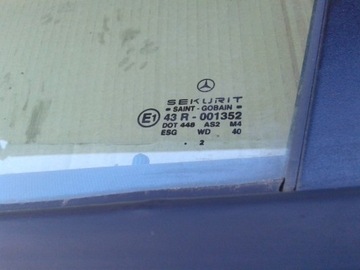 SEKURIT
SAINT - GOBAIN
E1 43 R - 001352
DOT 448 AS2 M4
ESG WD 40
. 2